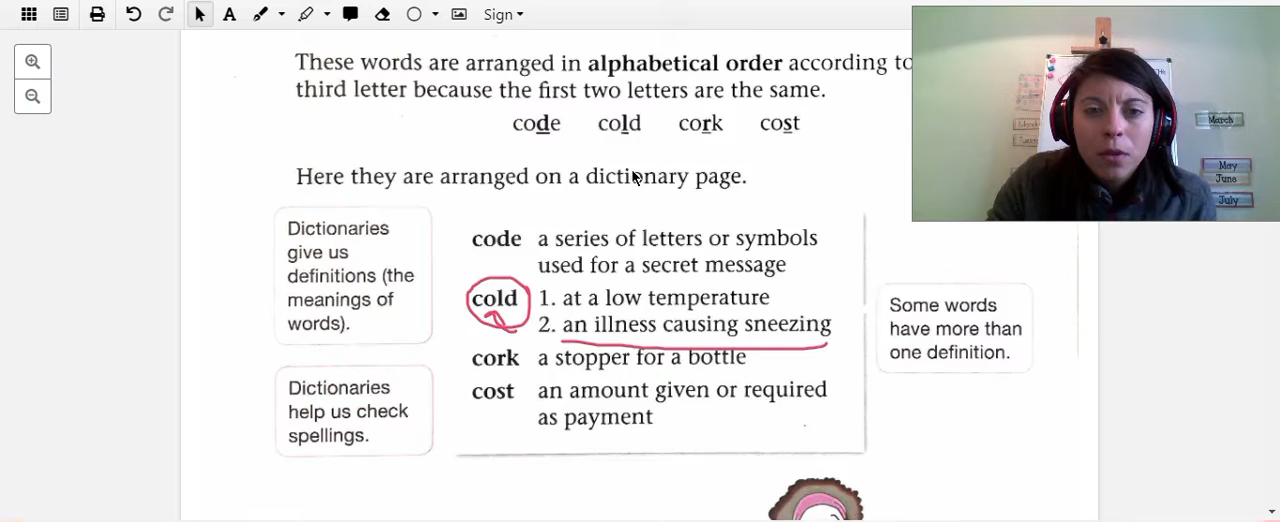 A Sign
These words are arranged in alphabetical order according to
third letter because the first two letters are the same.
code cold cork cost
Here they are arranged on a dictionary page.
Dictionaries
give us
definitions (the
meanings of
words).
code a series of letters or symbols
used for a secret message
cold 1. at a low temperature
2. an illness causing sneezing
cork a stopper for a bottle
cost an amount given or required
as payment
Some words
have more than
one definition.
Dictionaries
help us check
spellings.
March
May
June
July